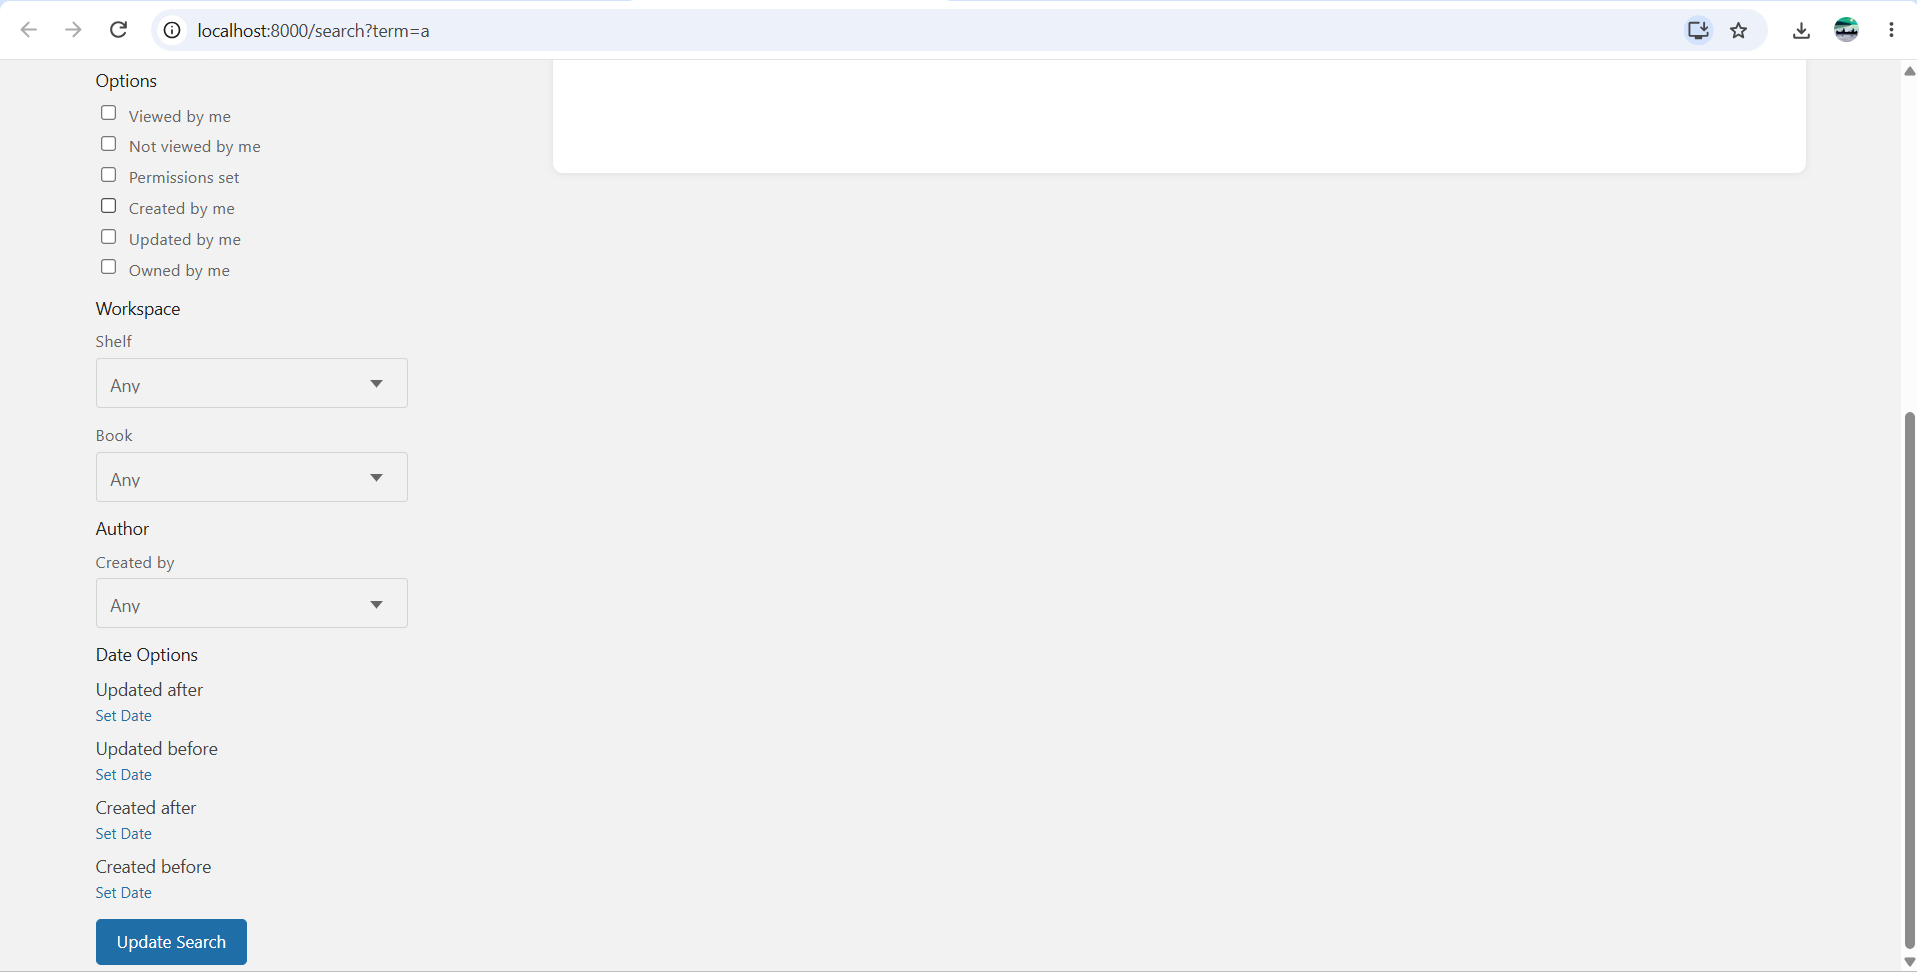 localhost:8000/search?term=a
Options
Viewed by me
Not viewed by me
Permissions set
Created by me
Updated by me
Owned by me
Workspace
Shelf
Any
Book
Any
Author
Created by
Any
Date Options
Updated after
Set Date
Updated before
Set Date
Created after
Set Date
Created before
Set Date
Update Search